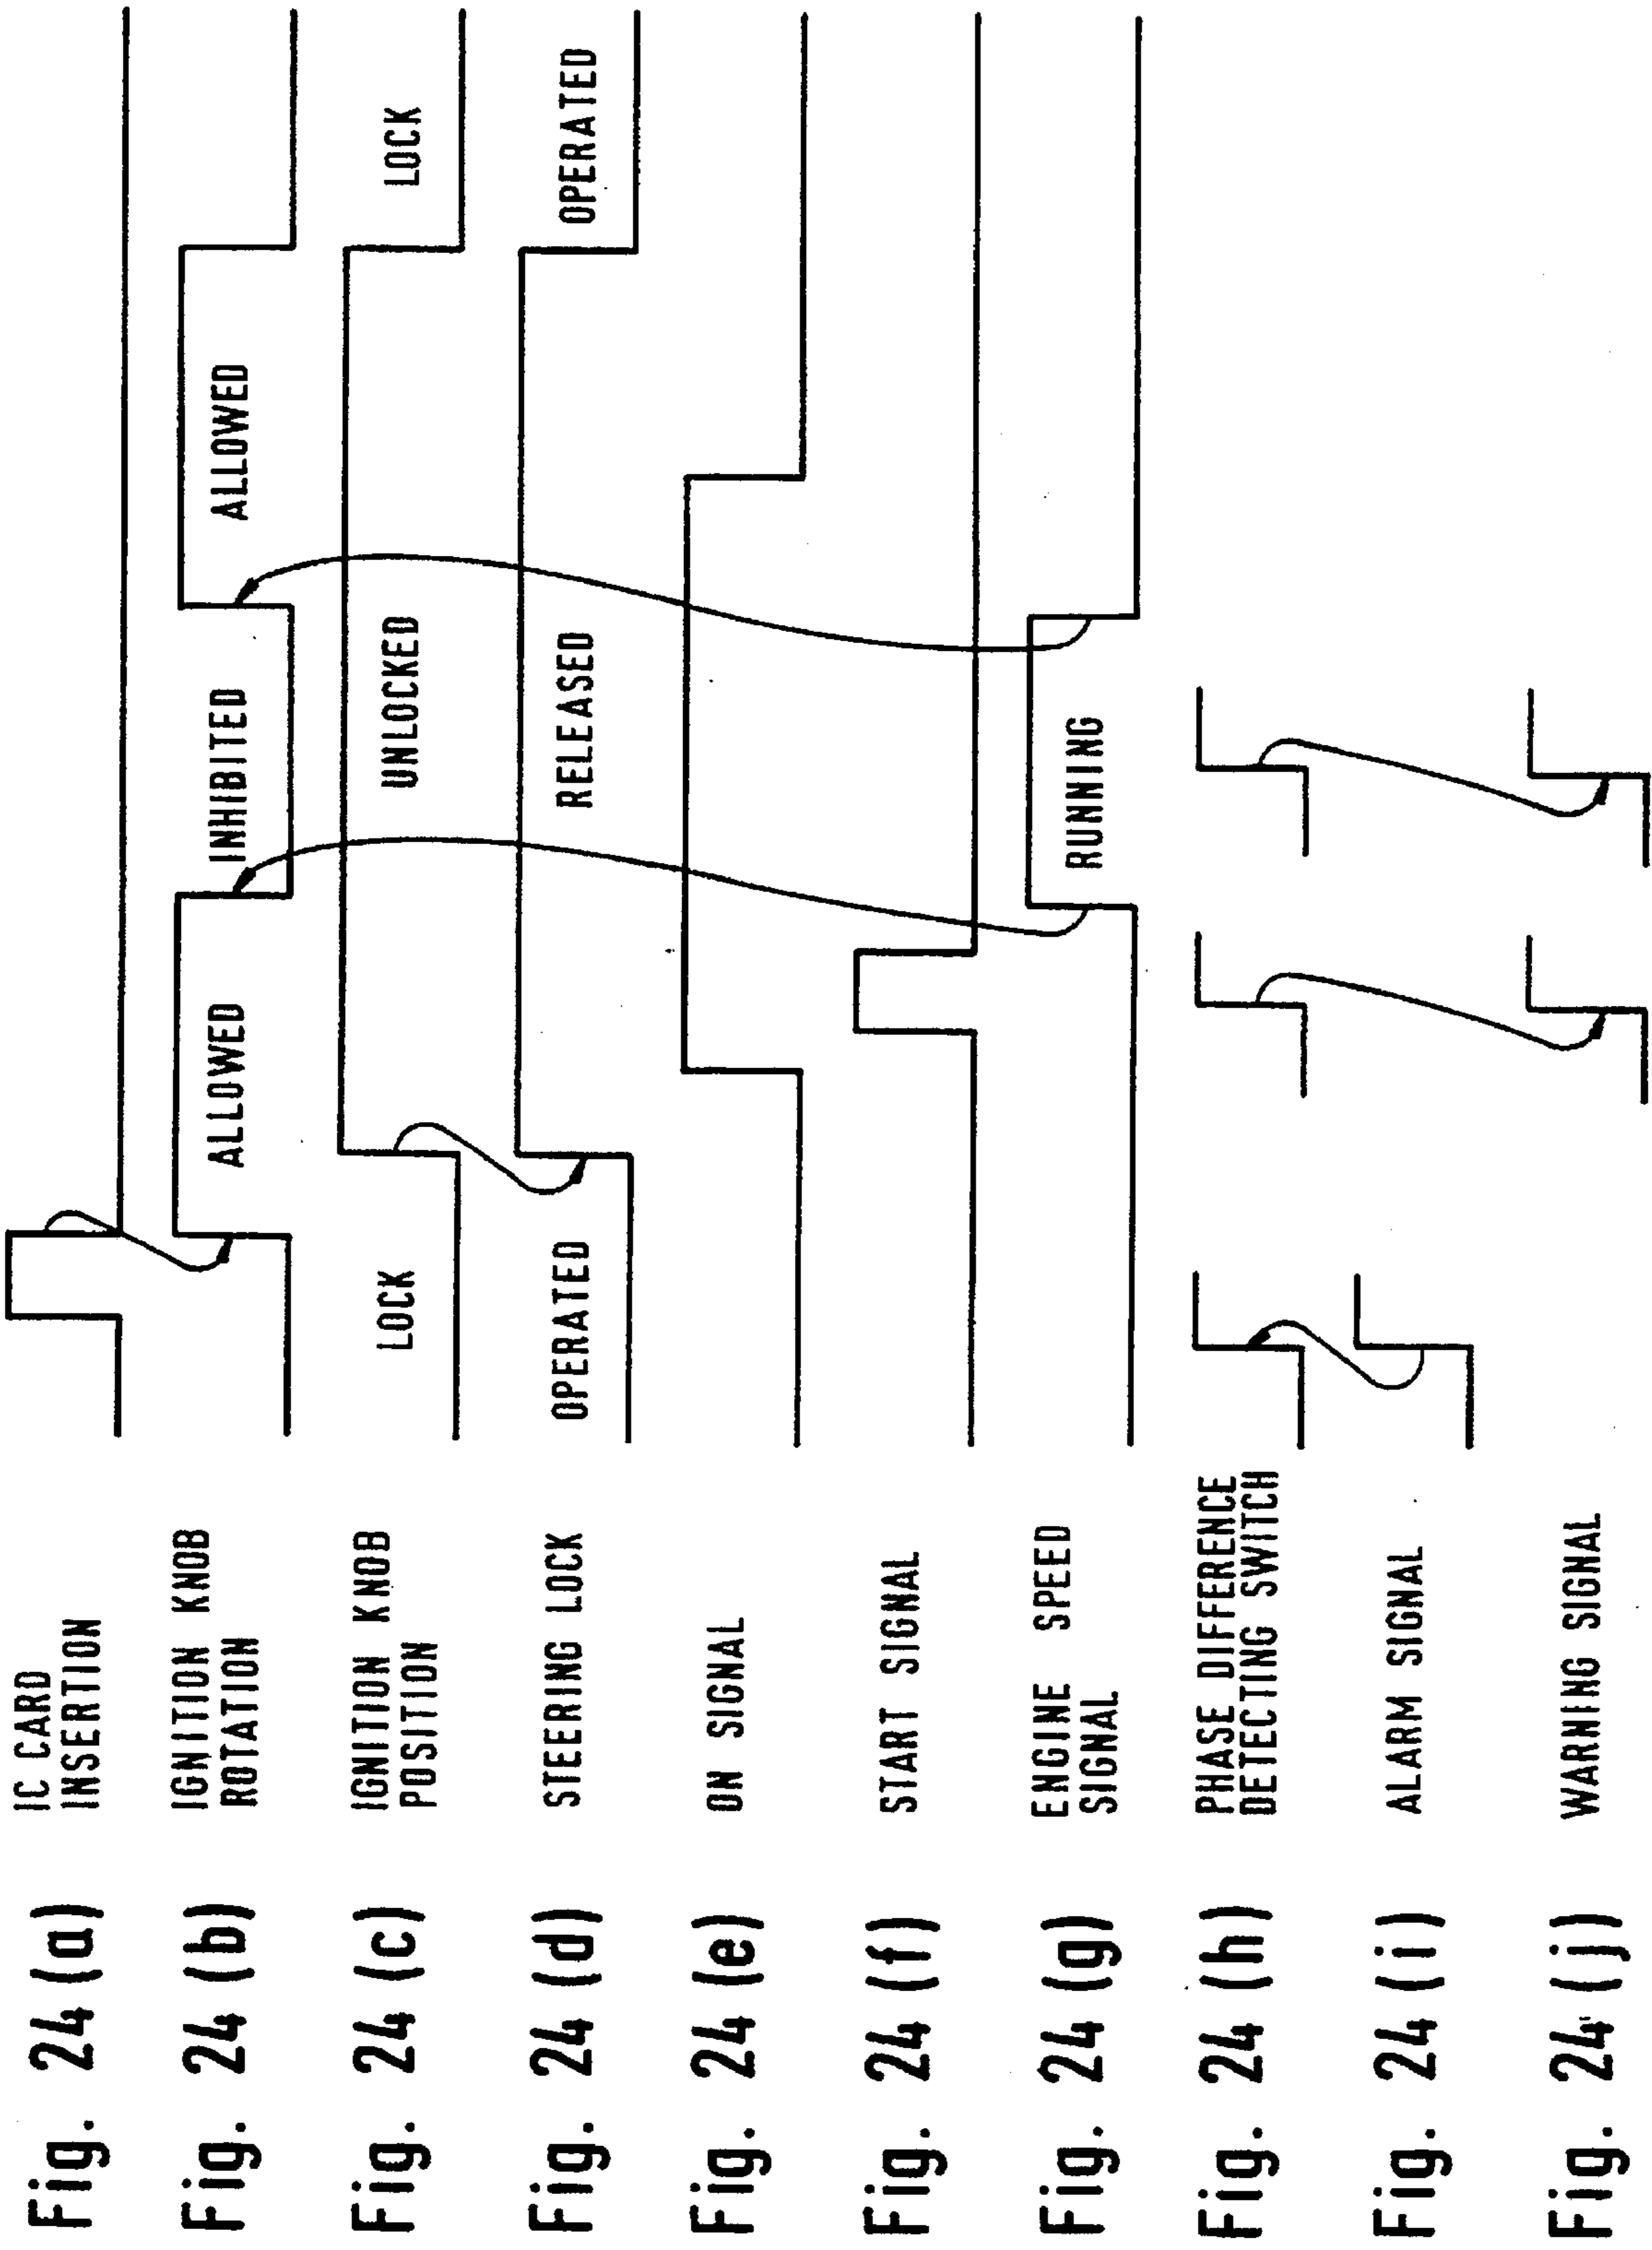 Fig. 24 (a)
IC CARD
INSERTION
Fig. 24 (b)
IGNITION KNOB
ROTATION
ALLOWED
INHIBITED
ALLOWED
Fig. 24 (c)
IGNITION KNOB
POSITION
LOCK
UNLOCKED
LOCK
Fig. 24 (d)
STEERING LOCK
OPERATED
RELEASED
OPERATED
Fig. 24 (e)
ON SIGNAL
Fig. 24 (f)
START SIGNAL
Fig. 24 (g)
ENGINE SPEED
SIGNAL
RUNNING
Fig. 24 (h)
PHASE DIFFERENCE
DETECTING SWITCH
Fig. 24 (i)
ALARM SIGNAL
Fig. 24 (j)
WARNING SIGNAL